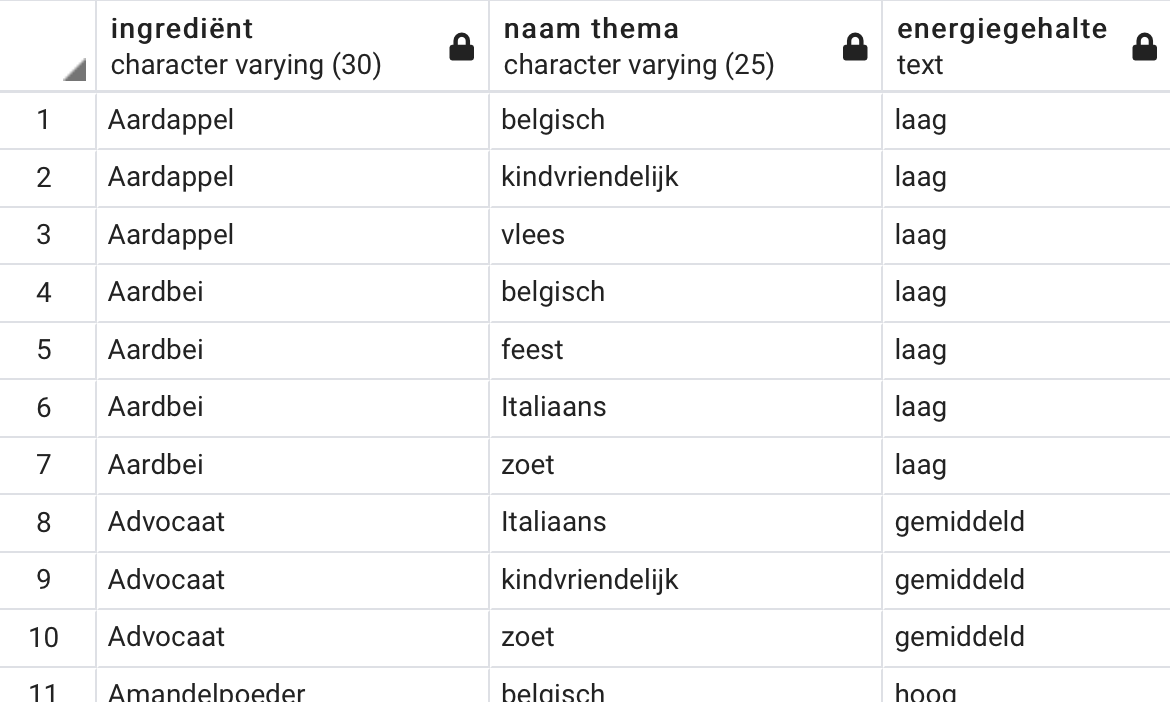 ingrediënt naam thema energiegehalte
character varying (30) character varying (25) text
1 Aardappel belgisch laag
2 Aardappel kindvriendelijk laag
3 Aardappel vlees laag
4 Aardbei belgisch laag
5 Aardbei feest laag
6 Aardbei Italiaans laag
7 Aardbei zoet laag
8 Advocaat Italiaans gemiddeld
9 Advocaat kindvriendelijk gemiddeld
10 Advocaat zoet gemiddeld
11 Amandelpoeder belgisch hoog